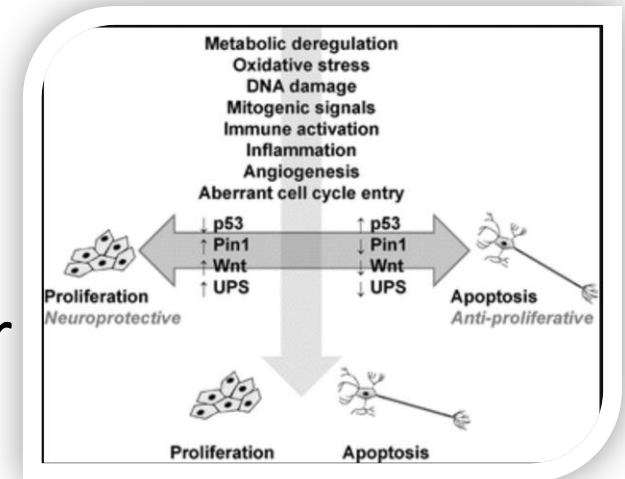 Metabolic deregulation
Oxidative stress
DNA damage
Mitogenic signals
Immune activation
Inflammation
Angiogenesis
Aberrant cell cycle entry
↓ p53 ↑ p53
↑ Pin1 ↓ Pin1
↑ Wnt ↓ Wnt
↑ UPS ↓ UPS
Proliferation Apoptosis
Neuroprotective Anti-proliferative
r
Proliferation Apoptosis